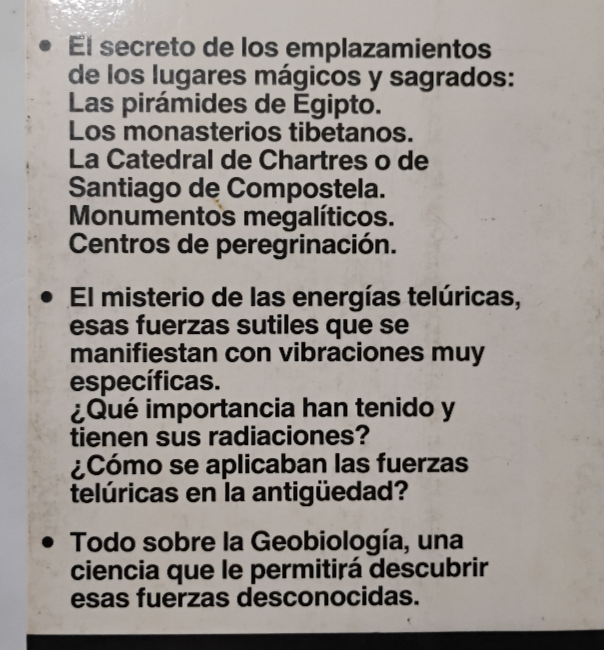 • El secreto de los emplazamientos
de los lugares mágicos y sagrados:
Las pirámides de Egipto.
Los monasterios tibetanos.
La Catedral de Chartres o de
Santiago de Compostela.
Monumentos megalíticos.
Centros de peregrinación.
• El misterio de las energías telúricas,
esas fuerzas sutiles que se
manifiestan con vibraciones muy
específicas.
¿Qué importancia han tenido y
tienen sus radiaciones?
¿Cómo se aplicaban las fuerzas
telúricas en la antigüedad?
• Todo sobre la Geobiología, una
ciencia que le permitirá descubrir
esas fuerzas desconocidas.